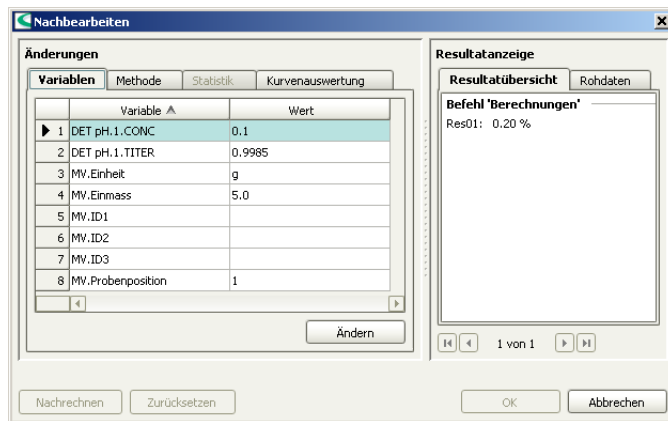 Nachbearbeiten
Änderungen
Variablen Methode Statistik Kurvenauswertung
Variable Wert
1 DET pH.1.CONC 0.1
2 DET pH.1.TITER 0.9985
3 MV.Einheit g
4 MV.Einmass 5.0
5 MV.ID1
6 MV.ID2
7 MV.ID3
8 MV.Probenposition 1
Ändern
Resultatanzeige
Resultatübersicht Rohdaten
Befehl 'Berechnungen'
Res01: 0.20 %
1 von 1
Nachrechnen Zurücksetzen OK Abbrechen